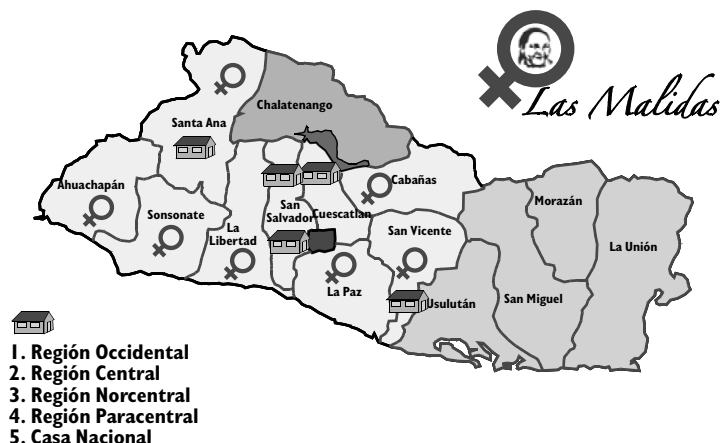 Las Malidas
Chalatenango
Santa Ana
Ahuachapán
Cabañas
Morazán
Sonsonate
San
Salvador
Cuescatlan
La
Libertad
San Vicente
La Unión
La Paz
Usulután
San Miguel
1. Región Occidental
2. Región Central
3. Región Norcentral
4. Región Paracentral
5. Casa Nacional